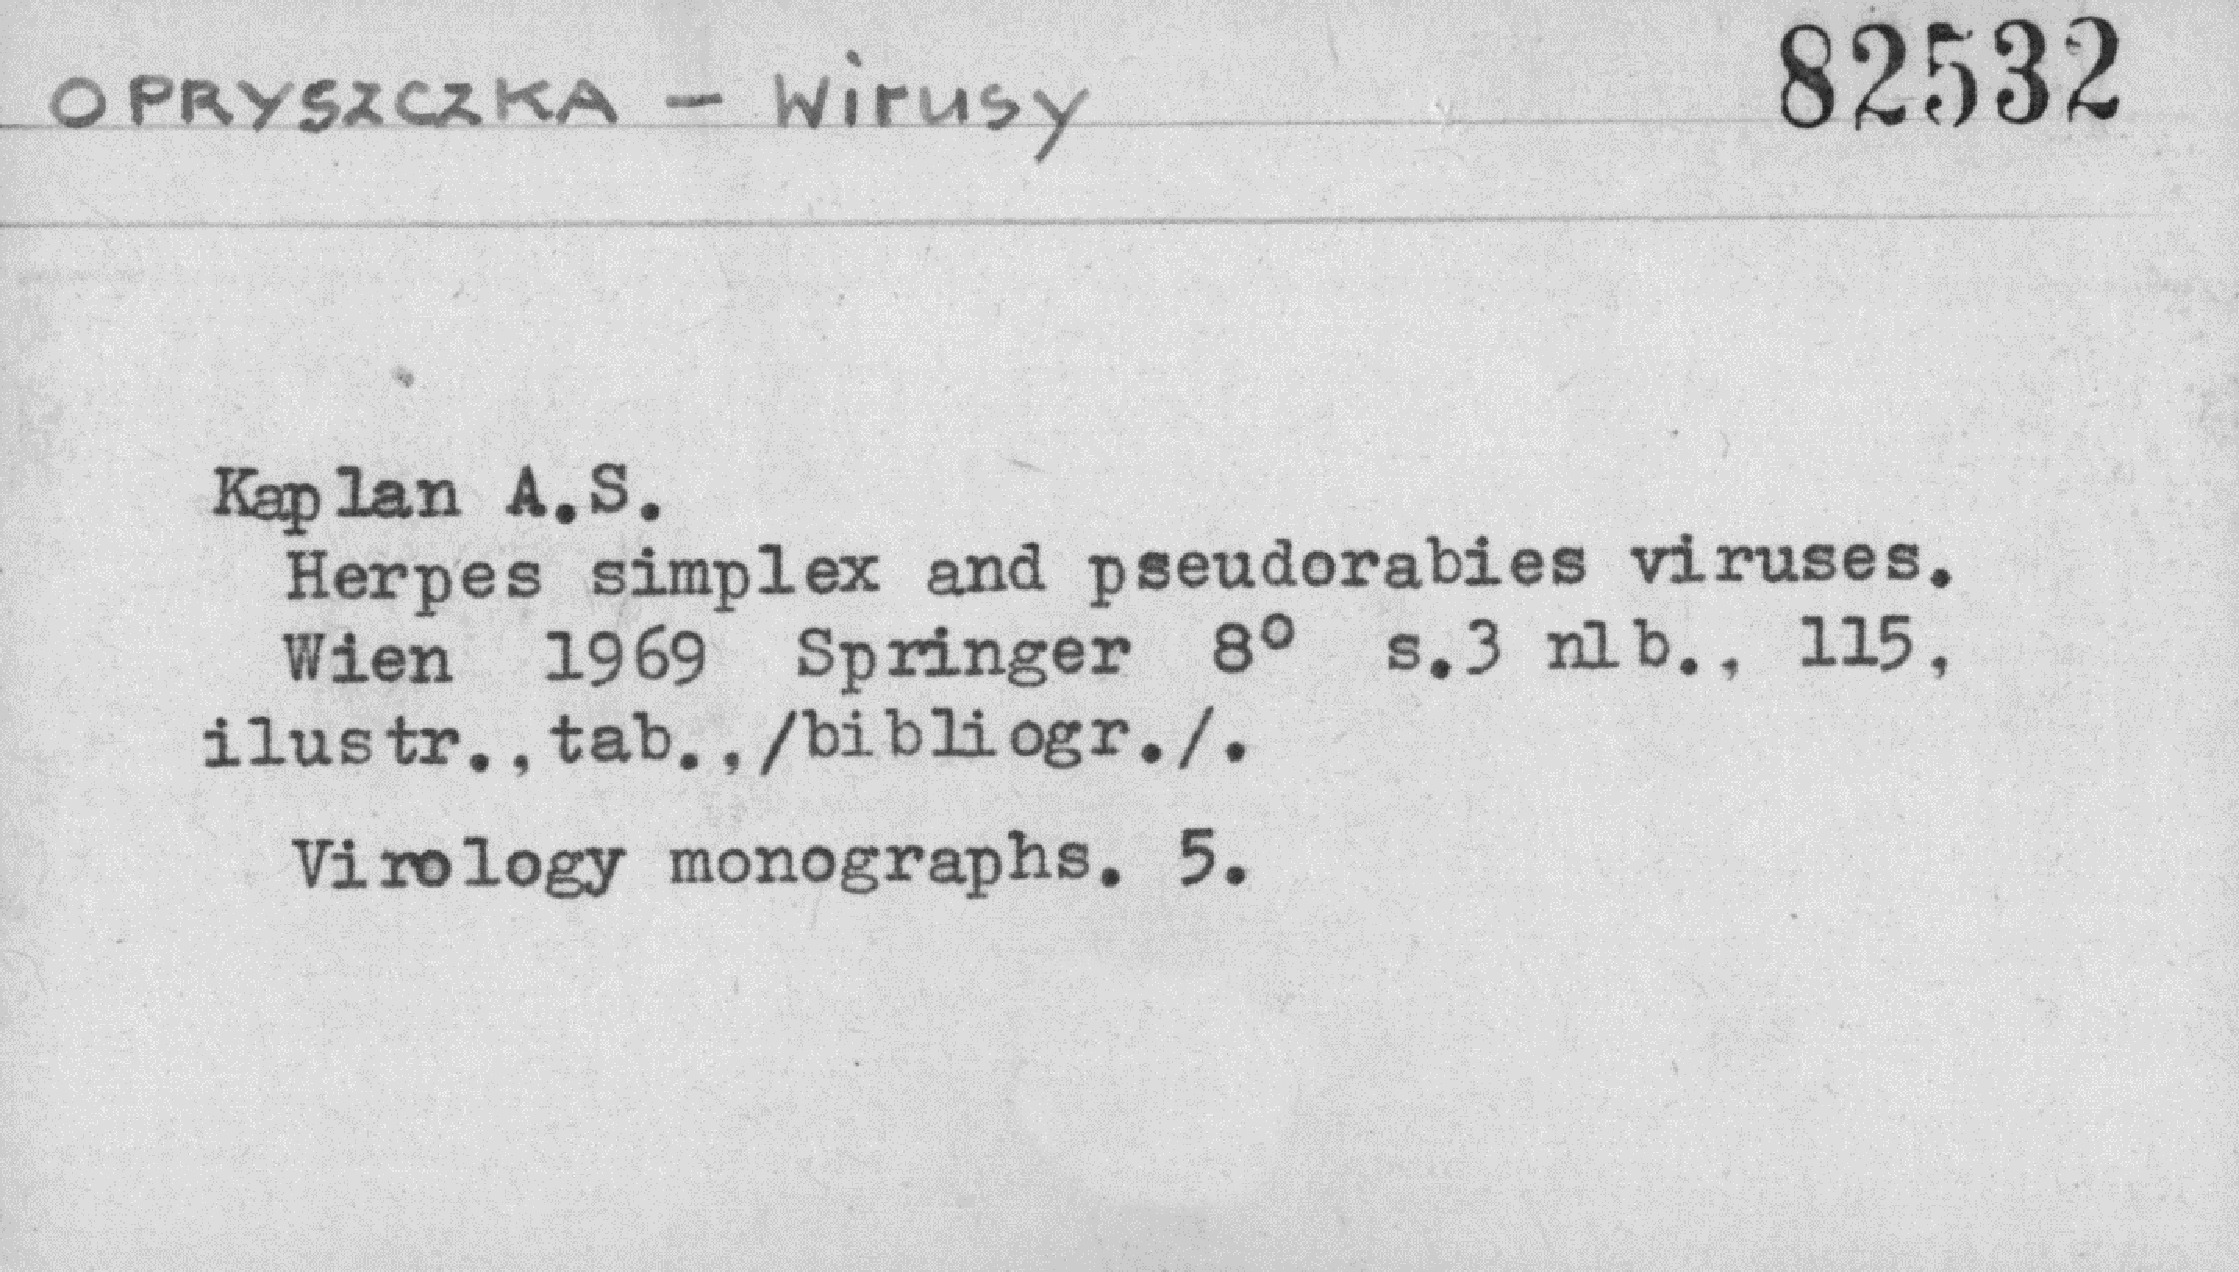 OPRYSZCZKA - Wirusy 82532
Kaplan A.S.
Herpes simplex and pseudorabies viruses.
Wien 1969 Springer 8° s.3 nlb., 115,
ilustr.,tab.,/bibliogr./.
Virology monographs. 5.